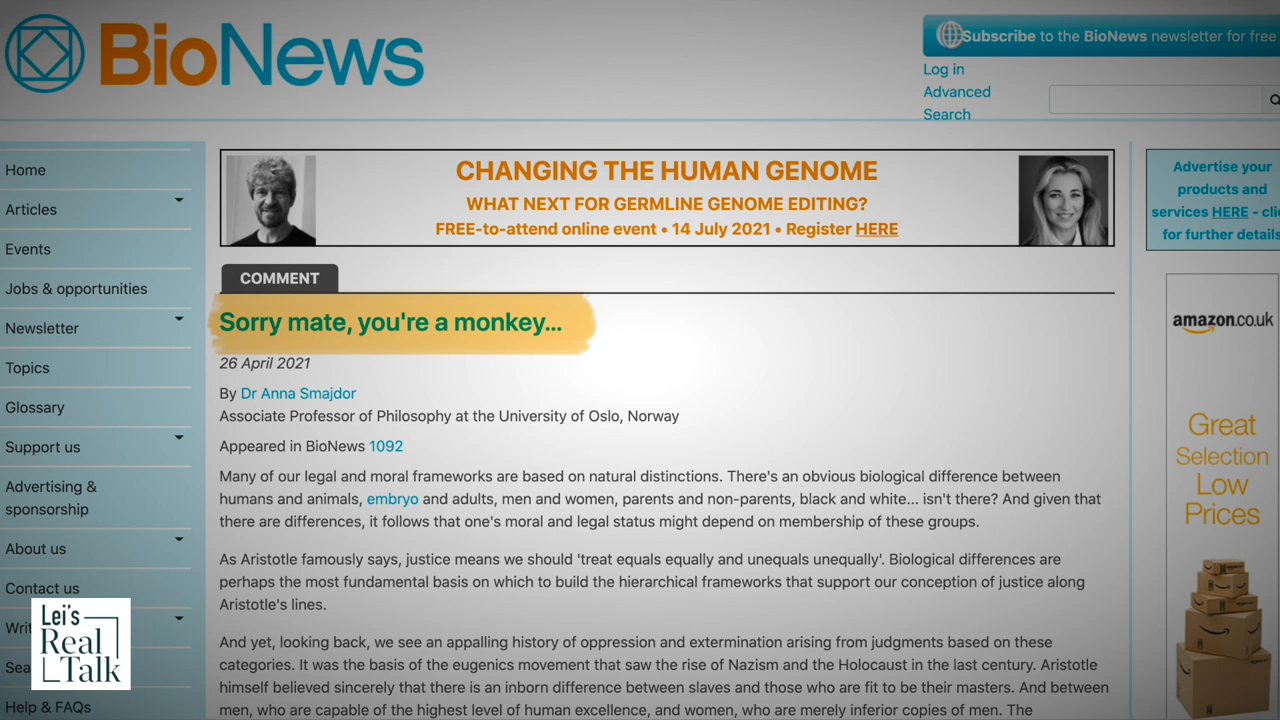 BioNews
Subscribe to the BioNews newsletter for free
Log in
Advanced
Search
Home
Articles
Events
Jobs & opportunities
Newsletter
Topics
Glossary
Support us
Advertising &
sponsorship
About us
Contact us
Wri
Sea
Help & FAQs
CHANGING THE HUMAN GENOME
WHAT NEXT FOR GERMLINE GENOME EDITING?
FREE-to-attend online event • 14 July 2021 • Register HERE
COMMENT
Sorry mate, you're a monkey...
26 April 2021
By Dr Anna Smajdor
Associate Professor of Philosophy at the University of Oslo, Norway
Appeared in BioNews 1092
Many of our legal and moral frameworks are based on natural distinctions. There's an obvious biological difference between
humans and animals, embryo and adults, men and women, parents and non-parents, black and white... isn't there? And given that
there are differences, it follows that one's moral and legal status might depend on membership of these groups.
As Aristotle famously says, justice means we should 'treat equals equally and unequals unequally'. Biological differences are
perhaps the most fundamental basis on which to build the hierarchical frameworks that support our conception of justice along
Aristotle's lines.
And yet, looking back, we see an appalling history of oppression and extermination arising from judgments based on these
categories. It was the basis of the eugenics movement that saw the rise of Nazism and the Holocaust in the last century. Aristotle
himself believed sincerely that there is an inborn difference between slaves and those who are fit to be their masters. And between
men, who are capable of the highest level of human excellence, and women, who are merely inferior copies of men. The
Advertise your
products and
services HERE - clic
for further details
amazon.co.uk
Great
Selection
Low
Prices
Lei's
Real
Talk